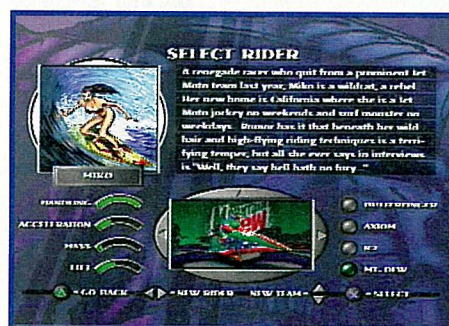 SELECT RIDER
A renegade racer who quit from a prominent Jet
Moto team last year, Miko is a wildcat, a rebel
Her new home is California where she is a Jet
Moto jockey on weekends and surf monster on
weekdays. Rumor has it that beneath her wild
hair and high-flying riding techniques is a terri-
fying temper, but all she ever says in interviews
is "Well, they say hell hath no fury..."
MIKO
HANDLING
ACCELERATION
MASS
LIFT
BUTTERFINGER
AXIOM
K2
MT. DEW
GO BACK
NEW RIDER
NEW TEAM
SELECT